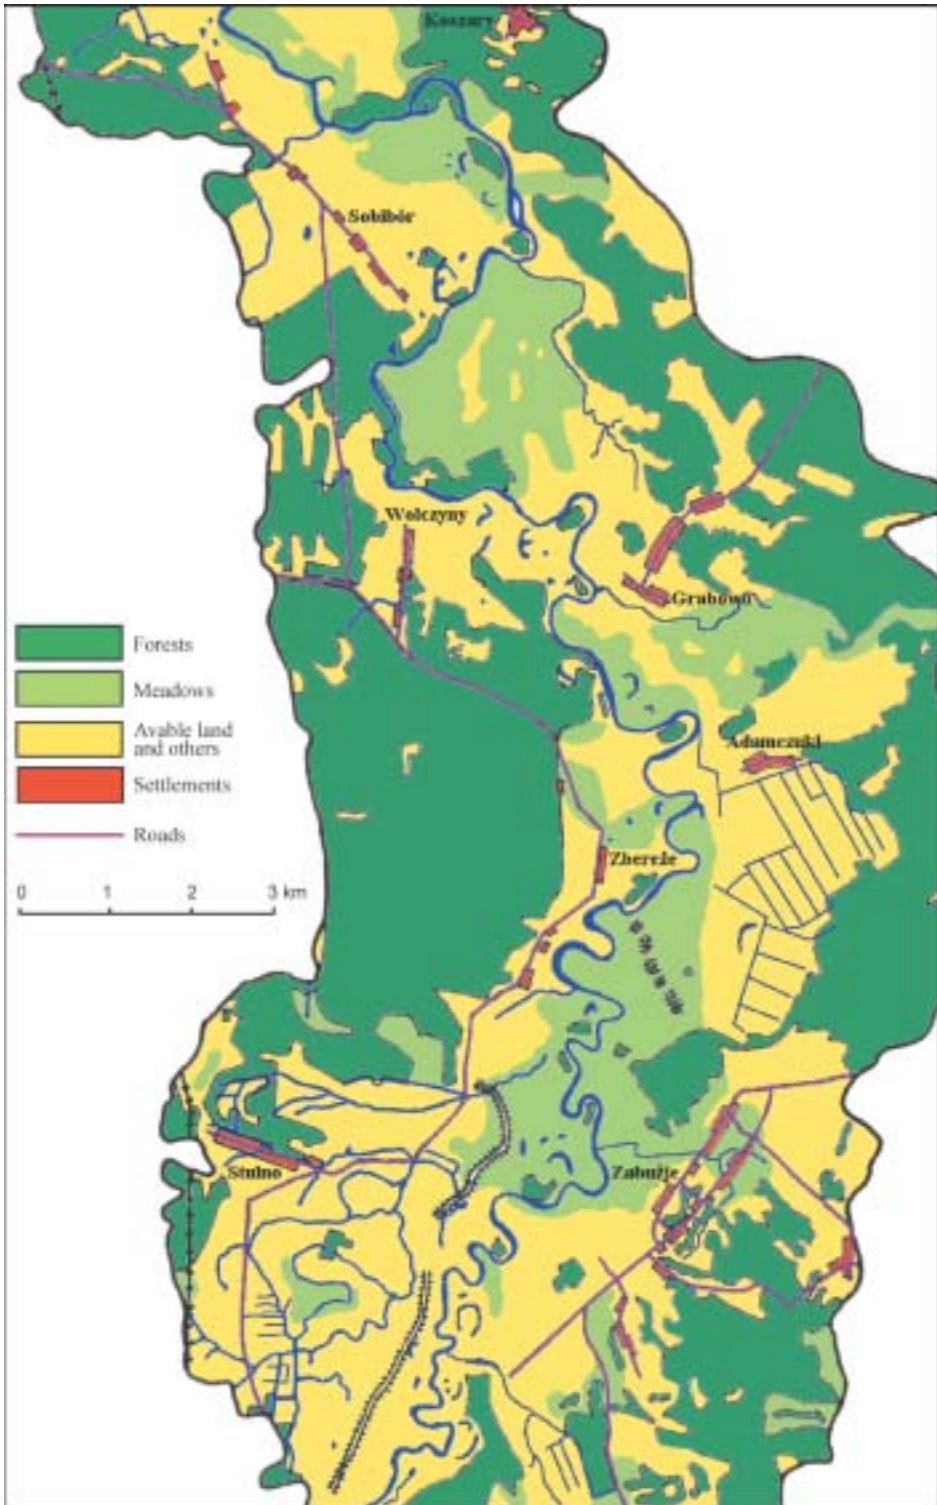 Koszary
Sobibór
Wołczyny
Grabowo
Forests
Meadows
Avable land
and others
Settlements
Roads
Adamczuki
Zbereże
0 1 2 3 km
Stulno
Zabużje